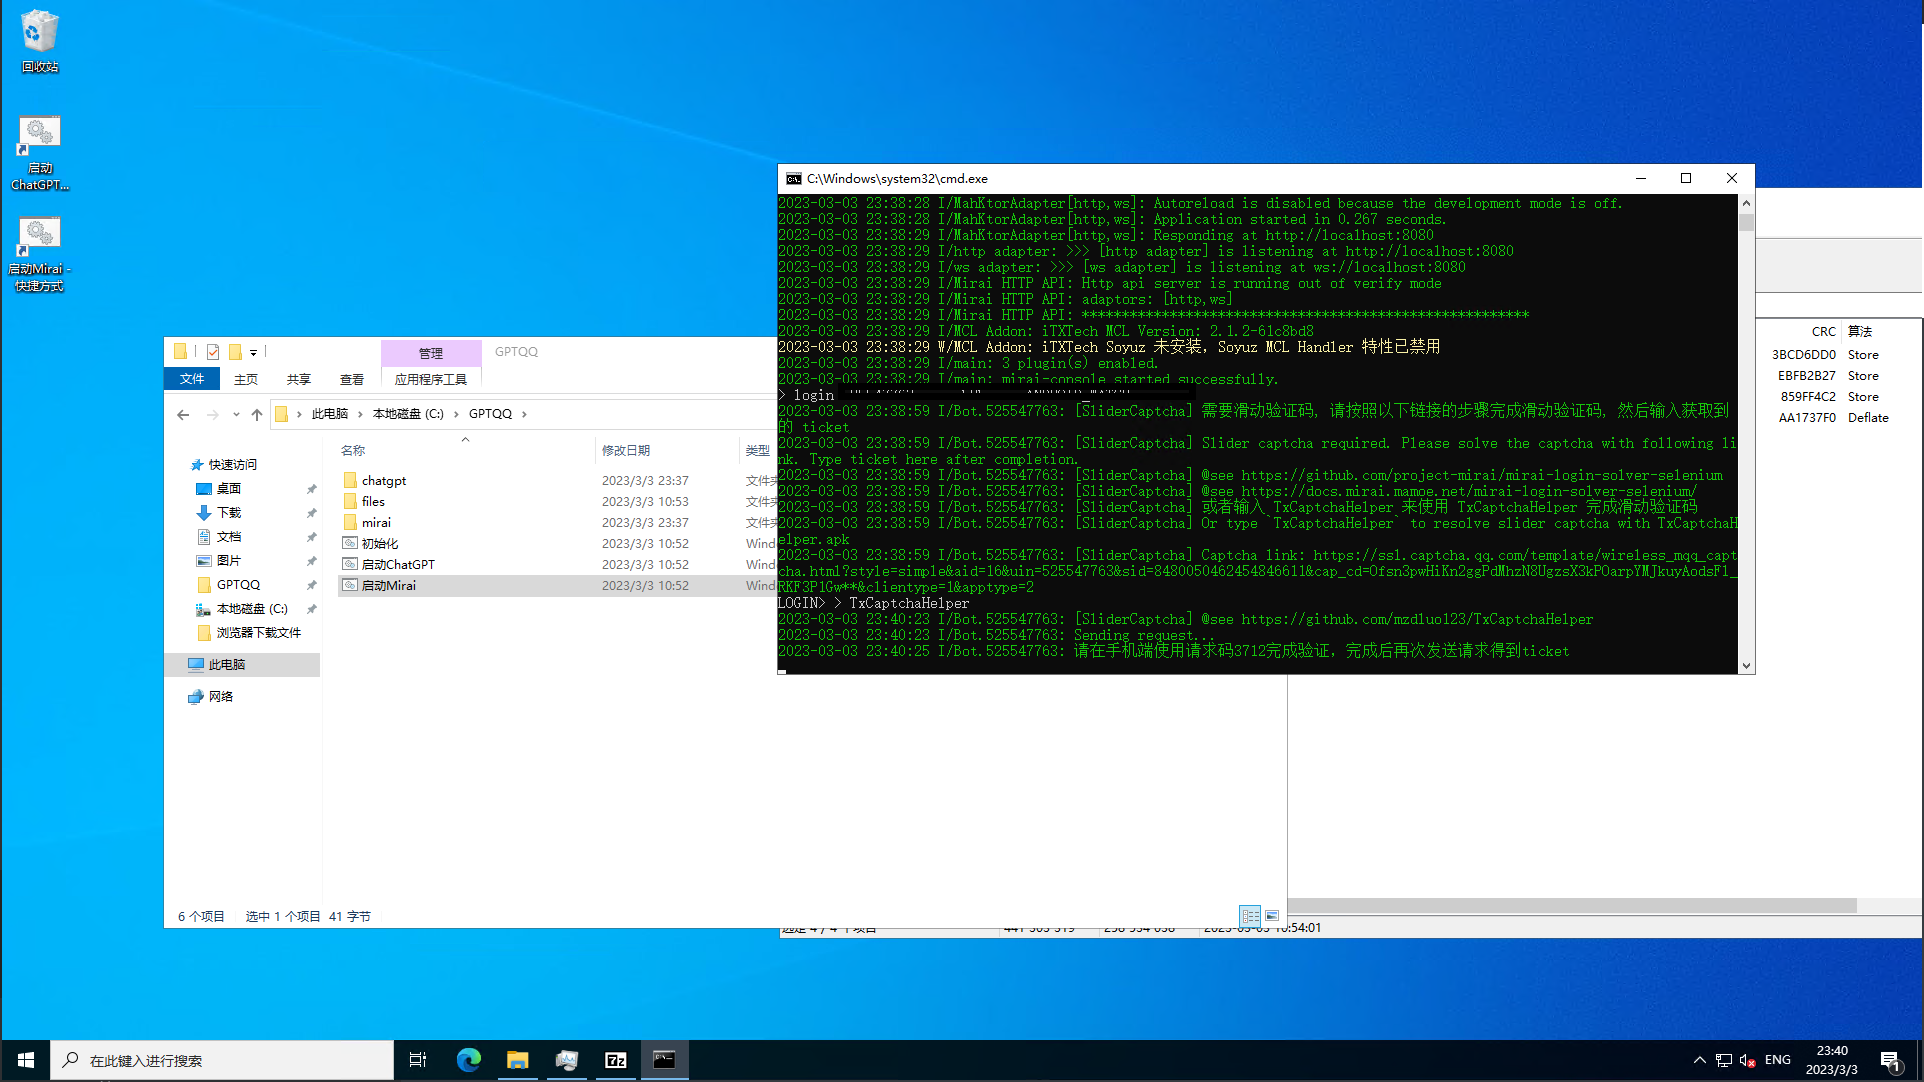 回收站
启动
ChatGPT...
启动Mirai -
快捷方式
管理
GPTQQ
文件
主页
共享
查看
应用程序工具
此电脑
本地磁盘 (C:)
GPTQQ
名称
修改日期
类型
快速访问
桌面
下载
文档
图片
GPTQQ
本地磁盘 (C:)
浏览器下载文件
此电脑
网络
chatgpt 2023/3/3 23:37 文件夹
files 2023/3/3 10:53 文件夹
mirai 2023/3/3 23:37 文件夹
初始化 2023/3/3 10:52 Wind
启动ChatGPT 2023/3/3 10:52 Wind
启动Mirai 2023/3/3 10:52 Wind
6 个项目 选中 1 个项目 41 字节
C:\Windows\system32\cmd.exe
2023-03-03 23:38:28 I/MahKtorAdapter[http,ws]: Autoreload is disabled because the development mode is off.
2023-03-03 23:38:28 I/MahKtorAdapter[http,ws]: Application started in 0.267 seconds.
2023-03-03 23:38:29 I/MahKtorAdapter[http,ws]: Responding at http://localhost:8080
2023-03-03 23:38:29 I/http adapter: >>> [http adapter] is listening at http://localhost:8080
2023-03-03 23:38:29 I/ws adapter: >>> [ws adapter] is listening at ws://localhost:8080
2023-03-03 23:38:29 I/Mirai HTTP API: Http api server is running out of verify mode
2023-03-03 23:38:29 I/Mirai HTTP API: adaptors: [http,ws]
2023-03-03 23:38:29 I/Mirai HTTP API: ********************************************************
2023-03-03 23:38:29 I/MCL Addon: iTXTech MCL Version: 2.1.2-61c8bd8
2023-03-03 23:38:29 W/MCL Addon: iTXTech Soyuz 未安装，Soyuz MCL Handler 特性已禁用
2023-03-03 23:38:29 I/main: 3 plugin(s) enabled.
2023-03-03 23:38:29 I/main: mirai-console started successfully.
> login
2023-03-03 23:38:59 I/Bot.525547763: [SliderCaptcha] 需要滑动验证码, 请按照以下链接的步骤完成滑动验证码, 然后输入获取到
的 ticket
2023-03-03 23:38:59 I/Bot.525547763: [SliderCaptcha] Slider captcha required. Please solve the captcha with following li
nk. Type ticket here after completion.
2023-03-03 23:38:59 I/Bot.525547763: [SliderCaptcha] @see https://github.com/project-mirai/mirai-login-solver-selenium
2023-03-03 23:38:59 I/Bot.525547763: [SliderCaptcha] @see https://docs.mirai.mamoe.net/mirai-login-solver-selenium/
2023-03-03 23:38:59 I/Bot.525547763: [SliderCaptcha] 或者输入 `TxCaptchaHelper` 来使用 TxCaptchaHelper 完成滑动验证码
2023-03-03 23:38:59 I/Bot.525547763: [SliderCaptcha] Or type `TxCaptchaHelper` to resolve slider captcha with TxCaptchaH
elper.apk
2023-03-03 23:38:59 I/Bot.525547763: [SliderCaptcha] Captcha link: https://ssl.captcha.qq.com/template/wireless_mqq_capt
cha.html?style=simple&aid=16&uin=525547763&sid=8480050462454846611&cap_cd=Ofsn3pwHiKn2ggPdMhzN8UgzsX3kPOarpYMJkuyAodsF1_
RKF3P1Gw**&clientype=1&apptype=2
LOGIN> > TxCaptchaHelper
2023-03-03 23:40:23 I/Bot.525547763: [SliderCaptcha] @see https://github.com/mzdluo123/TxCaptchaHelper
2023-03-03 23:40:23 I/Bot.525547763: Sending request...
2023-03-03 23:40:25 I/Bot.525547763: 请在手机端使用请求码3712完成验证，完成后再次发送请求得到ticket
CRC 算法
3BCD6DD0 Store
EBFB2B27 Store
859FF4C2 Store
AA1737F0 Deflate
在此键入进行搜索
7z
ENG
23:40
2023/3/3
1